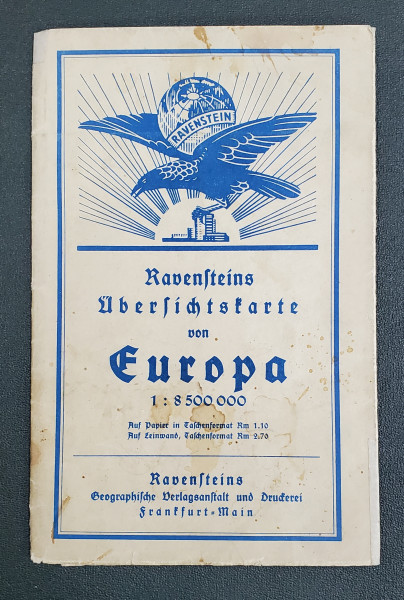 RAVENSTEIN
Ravensteins
Übersichtskarte
von
Europa
1 : 8 500 000
Auf Papier in Taschenformat Rm 1.10
Auf Leinwand, Taschenformat Rm 2.70
Ravensteins
Geographische Verlagsanstalt und Druckerei
Frankfurt-Main